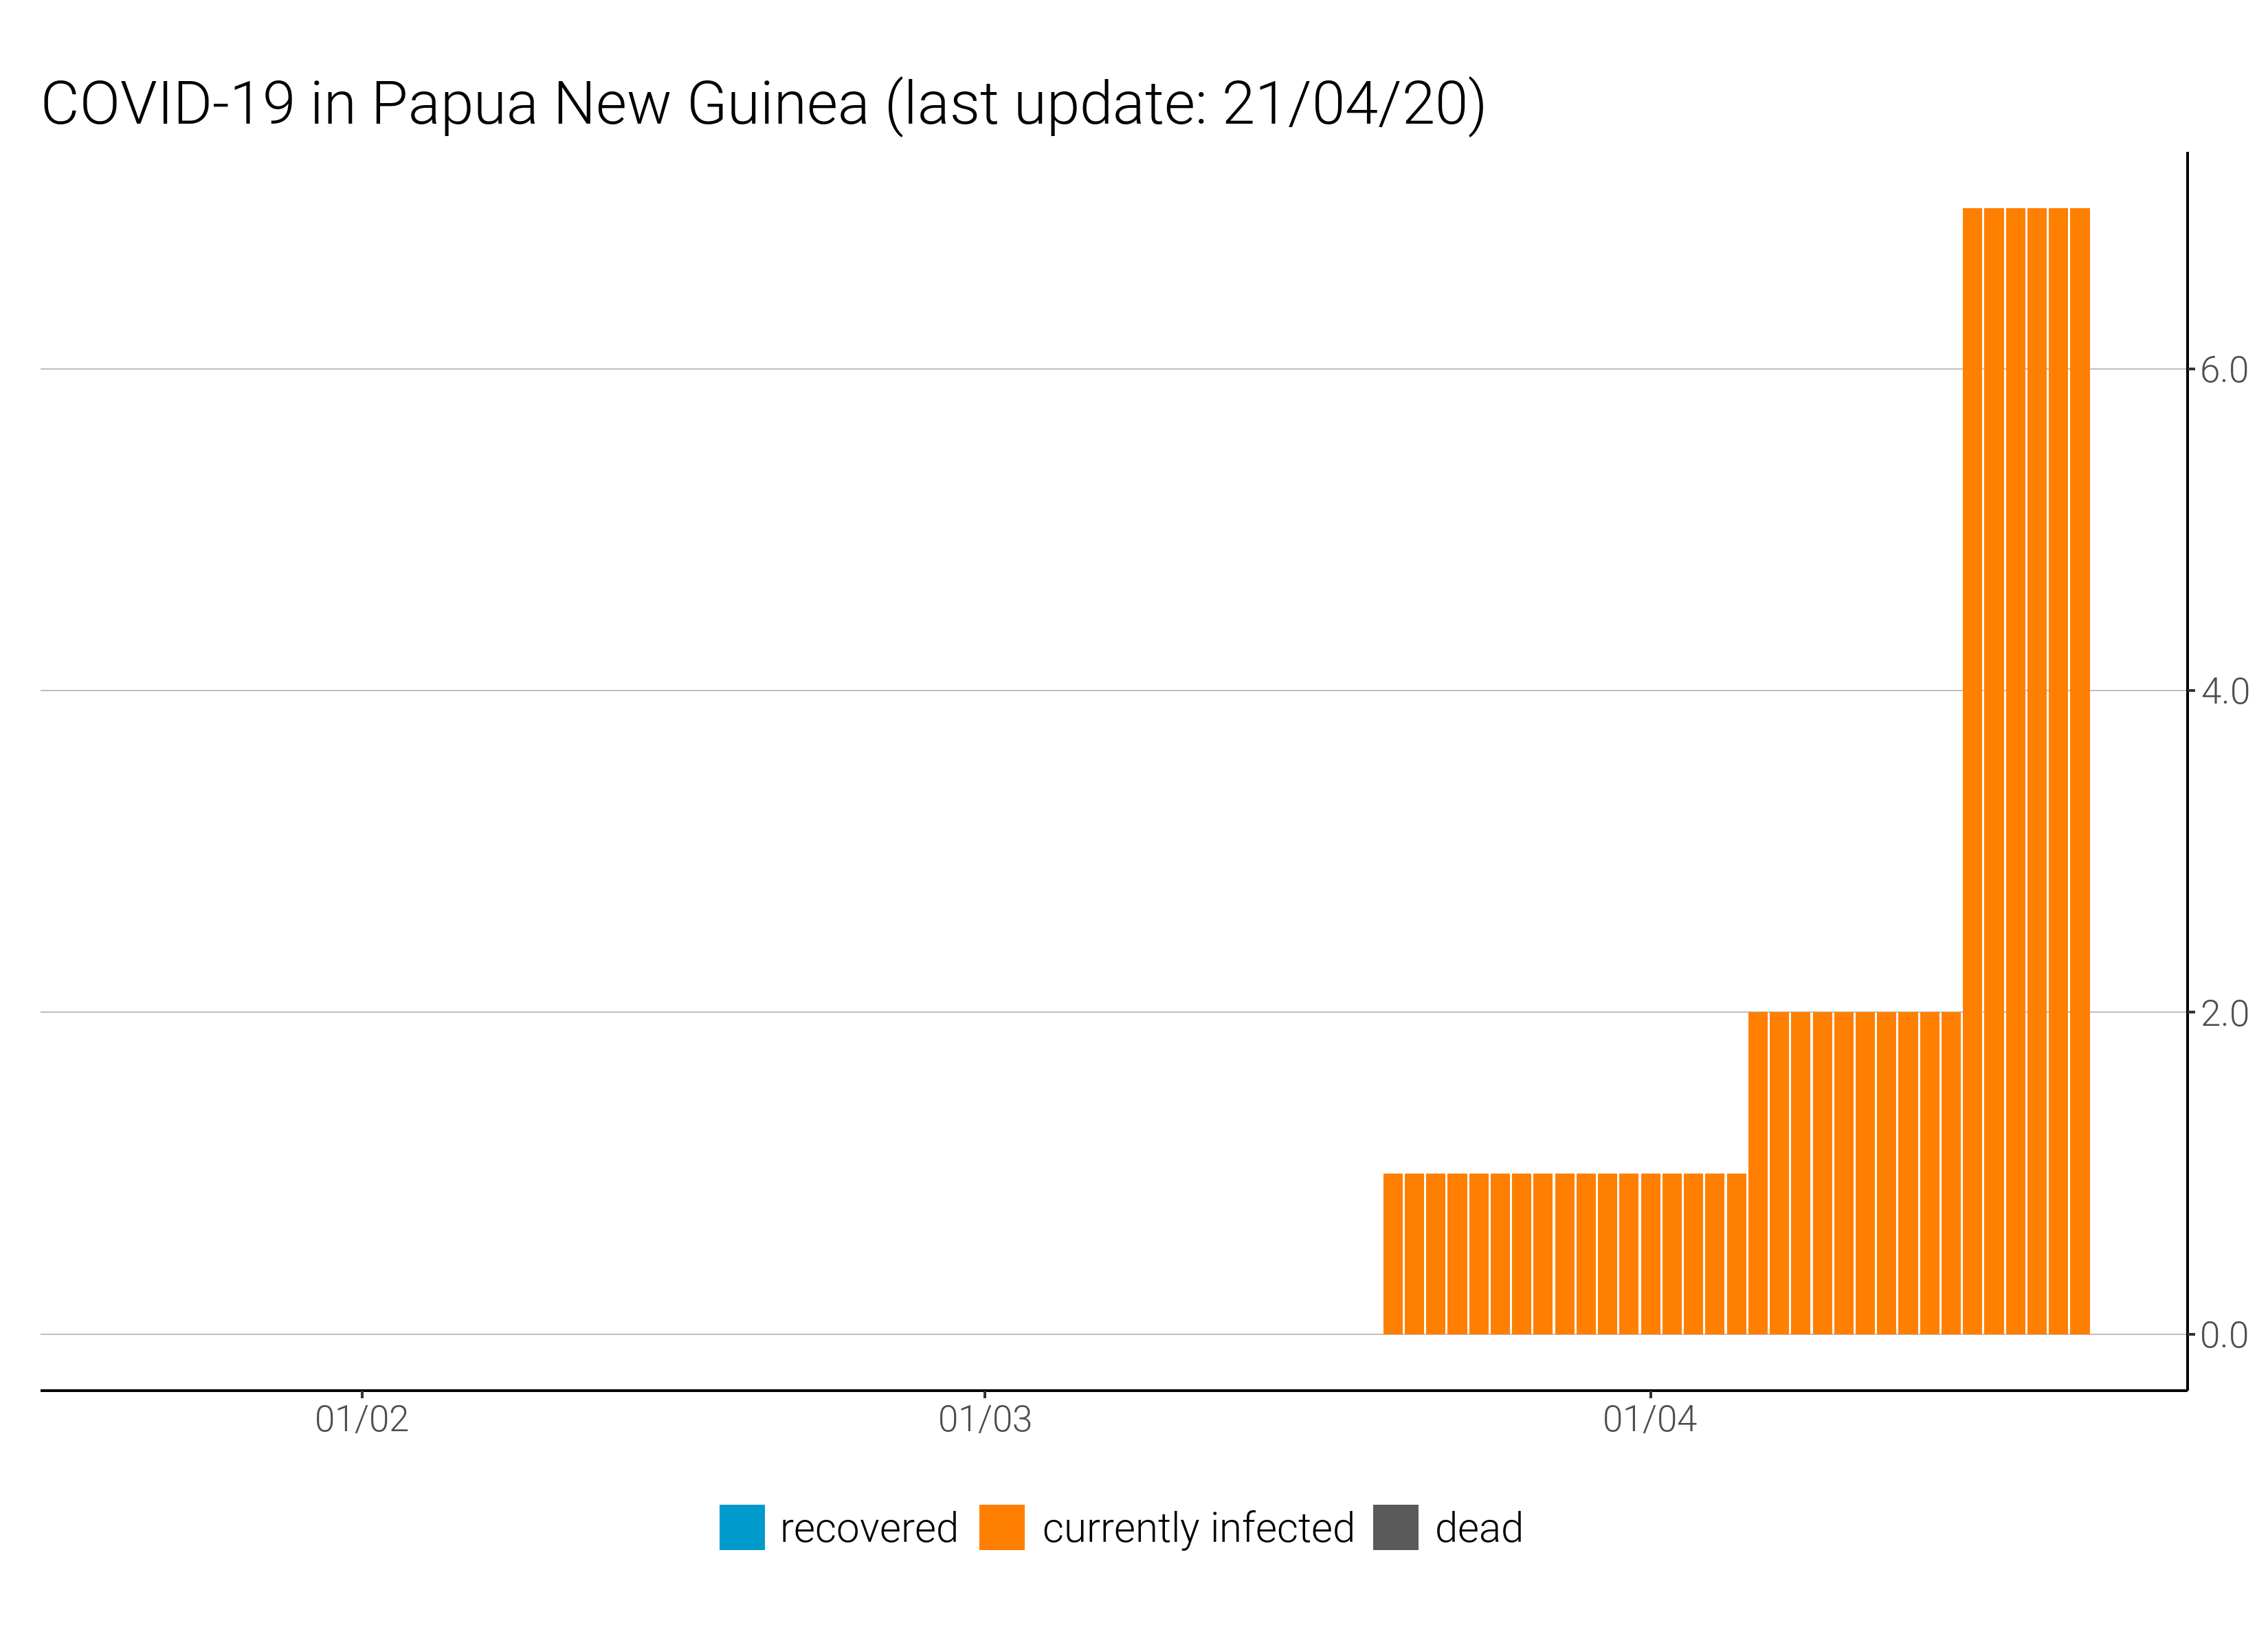 COVID-19 in Papua New Guinea (last update: 21/04/20)
6.0
4.0
2.0
0.0
01/02 01/03 01/04
recovered currently infected dead